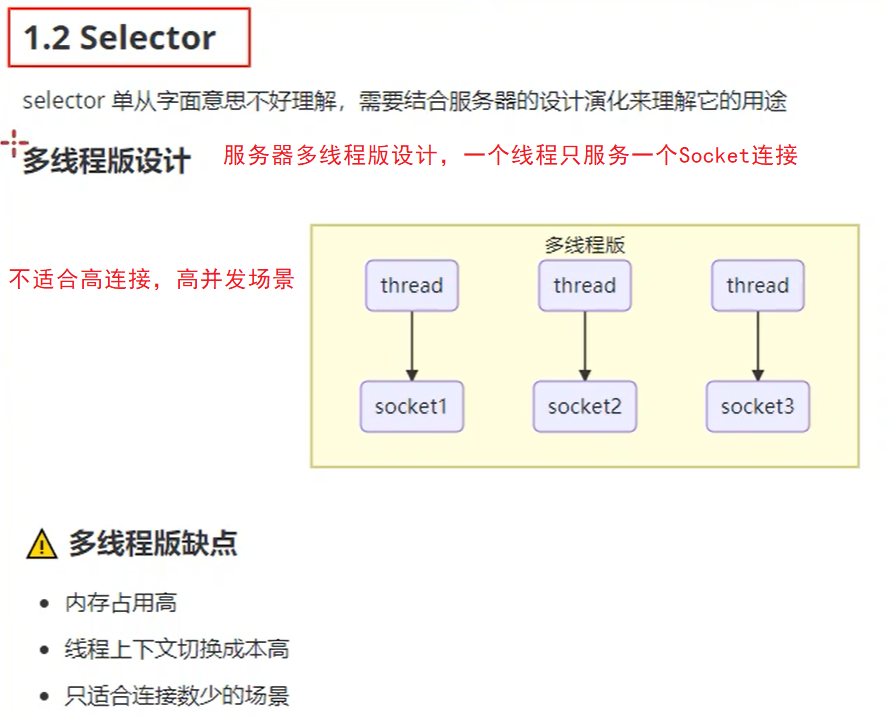 1.2 Selector
selector 单从字面意思不好理解，需要结合服务器的设计演化来理解它的用途
多线程版设计
服务器多线程版设计，一个线程只服务一个Socket连接
不适合高连接，高并发场景
多线程版
thread
thread
thread
socket1
socket2
socket3
多线程版缺点
内存占用高
线程上下文切换成本高
只适合连接数少的场景